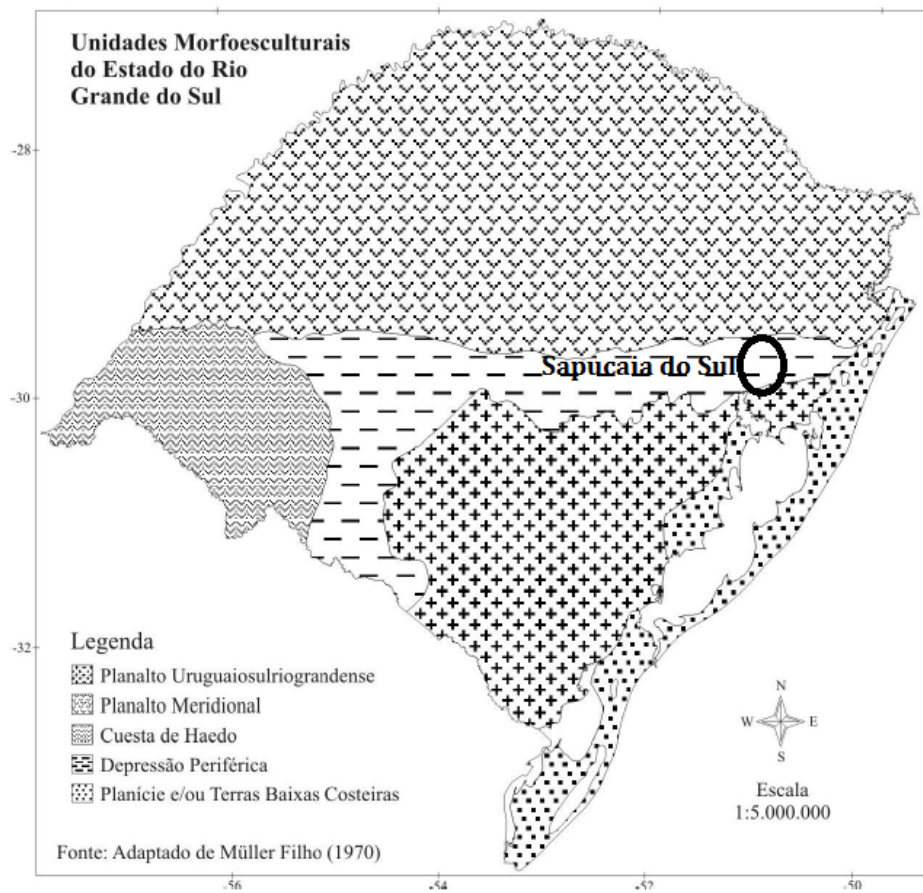 Unidades Morfoesculturais
do Estado do Rio
Grande do Sul
-28
Sapucaia do Sul
-30
-32
Legenda
Planalto Uruguaiosulriograndense
Planalto Meridional
Cuesta de Haedo
Depressão Periférica
Planície e/ou Terras Baixas Costeiras
N
W
E
S
Escala
1:5.000.000
Fonte: Adaptado de Müller Filho (1970)
-56
-54
-52
-50